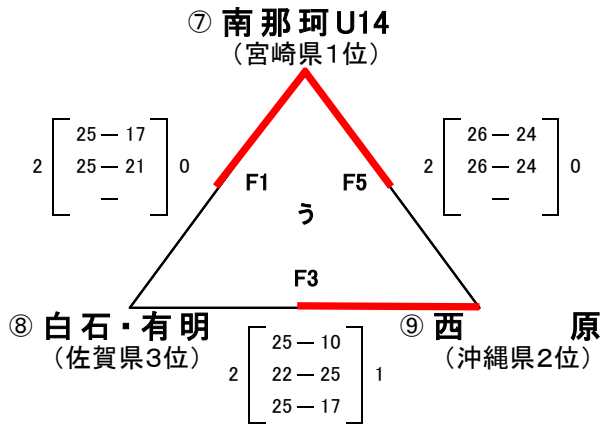 ⑦ 南那珂U14
（宮崎県１位）
25 — 17
2 25 — 21 0
—
26 — 24
2 26 — 24 0
—
F1 F5
う
F3
⑧ 白石・有明
（佐賀県３位）
⑨ 西 原
（沖縄県２位）
25 — 10
2 22 — 25 1
25 — 17